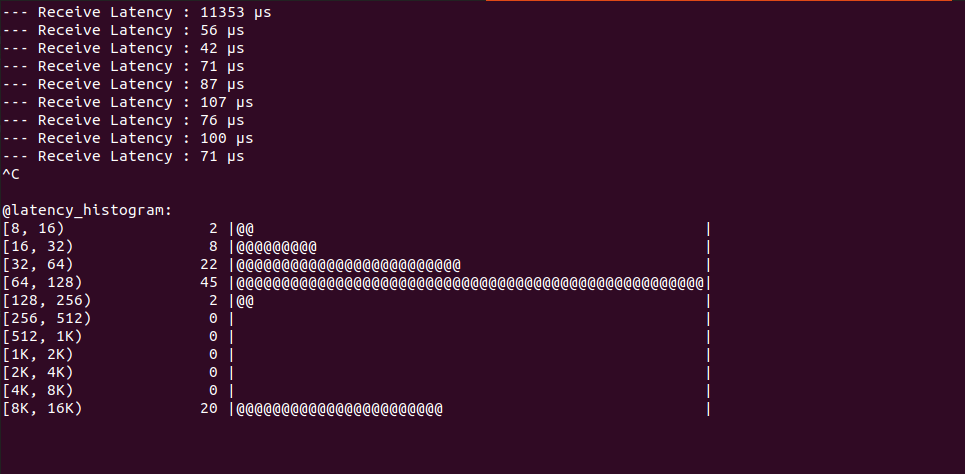 --- Receive Latency : 11353 µs
--- Receive Latency : 56 µs
--- Receive Latency : 42 µs
--- Receive Latency : 71 µs
--- Receive Latency : 87 µs
--- Receive Latency : 107 µs
--- Receive Latency : 76 µs
--- Receive Latency : 100 µs
--- Receive Latency : 71 µs
^C
@latency_histogram:
[8, 16)                2 |@@                                                  |
[16, 32)               8 |@@@@@@@@@                                           |
[32, 64)              22 |@@@@@@@@@@@@@@@@@@@@@@@@@                           |
[64, 128)             45 |@@@@@@@@@@@@@@@@@@@@@@@@@@@@@@@@@@@@@@@@@@@@@@@@@@@@|
[128, 256)             2 |@@                                                  |
[256, 512)             0 |                                                    |
[512, 1K)              0 |                                                    |
[1K, 2K)               0 |                                                    |
[2K, 4K)               0 |                                                    |
[4K, 8K)               0 |                                                    |
[8K, 16K)             20 |@@@@@@@@@@@@@@@@@@@@@@@                             |